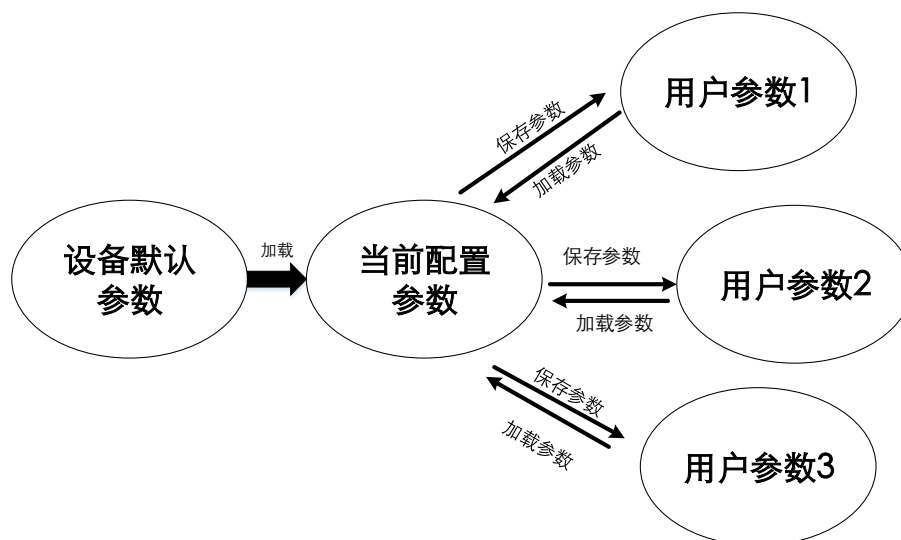 用户参数1
保存参数
加载参数
设备默认
参数
加载
当前配置
参数
保存参数
加载参数
用户参数2
保存参数
加载参数
用户参数3